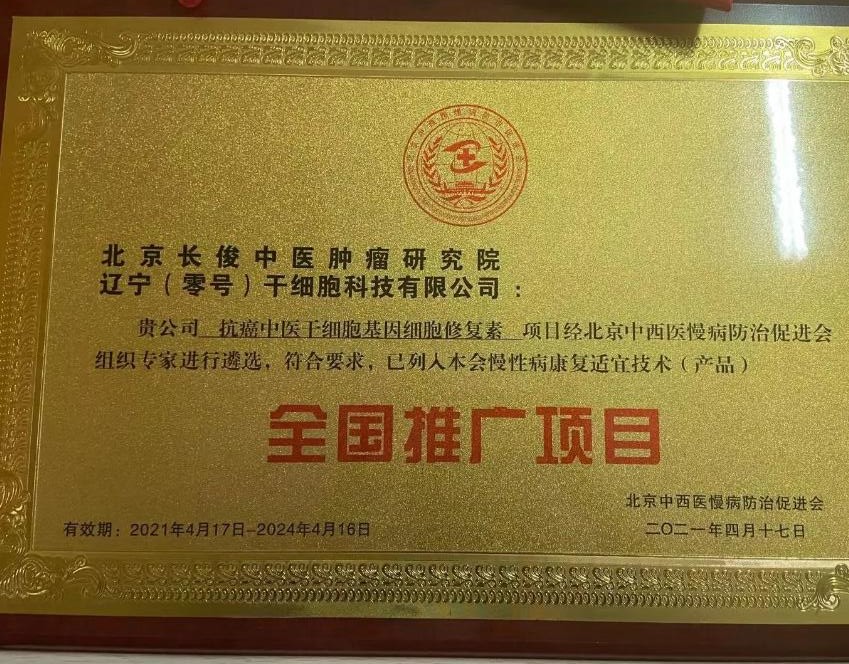 北京长俊中医肿瘤研究院
辽宁（零号）干细胞科技有限公司：
贵公司 抗癌中医干细胞基因细胞修复素 项目经北京中西医慢病防治促进会
组织专家进行遴选，符合要求，已列入本会慢性病康复适宜技术（产品）
全国推广项目
北京中西医慢病防治促进会
有效期：2021年4月17日-2024年4月16日
二〇二一年四月十七日